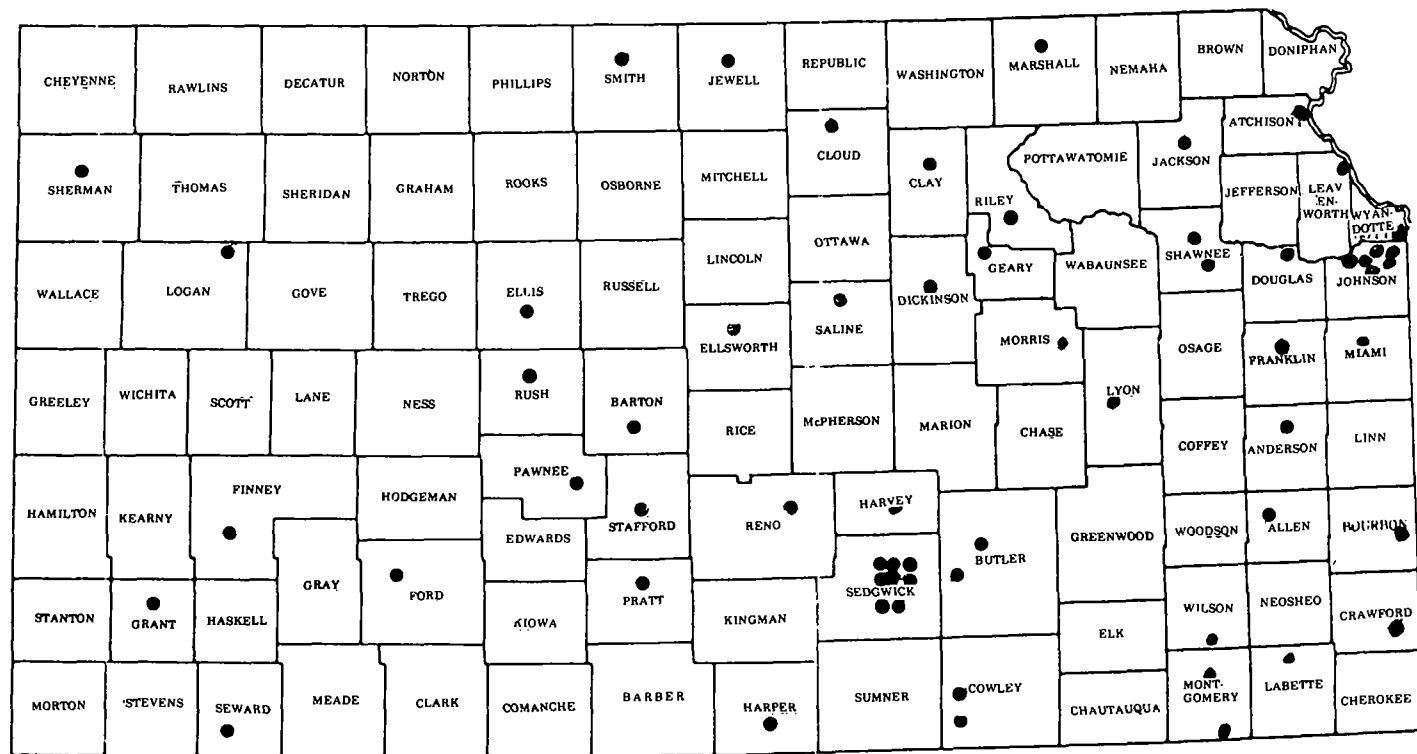 CHEYENNE
RAWLINS
DECATUR
NORTON
PHILLIPS
SMITH
JEWELL
REPUBLIC
WASHINGTON
MARSHALL
NEMAHA
BROWN
DONIPHAN
SHERMAN
THOMAS
SHERIDAN
GRAHAM
ROOKS
OSBORNE
MITCHELL
CLOUD
CLAY
RILEY
POTTAWATOMIE
JACKSON
ATCHISON
JEFFERSON
LEAV
EN-
WORTH
WYAN-
DOTTE
WALLACE
LOGAN
GOVE
TREGO
ELLIS
RUSSELL
LINCOLN
OTTAWA
DICKINSON
GEARY
WABAUNSEE
SHAWNEE
DOUGLAS
JOHNSON
ELLSWORTH
SALINE
MORRIS
OSAGE
FRANKLIN
MIAMI
GREELEY
WICHITA
SCOTT
LANE
NESS
RUSH
BARTON
RICE
McPHERSON
MARION
CHASE
LYON
COFFEY
ANDERSON
LINN
HAMILTON
KEARNY
FINNEY
HODGEMAN
PAWNEE
STAFFORD
EDWARDS
RENO
HARVEY
BUTLER
GREENWOOD
WOODSON
ALLEN
BOURBON
STANTON
GRANT
HASKELL
GRAY
FORD
KIOWA
PRATT
KINGMAN
SEDGWICK
ELK
WILSON
NEOSHO
CRAWFORD
MORTON
STEVENS
SEWARD
MEADE
CLARK
COMANCHE
BARBER
HARPER
SUMNER
COWLEY
CHAUTAUQUA
MONT-
GOMERY
LABETTE
CHEROKEE